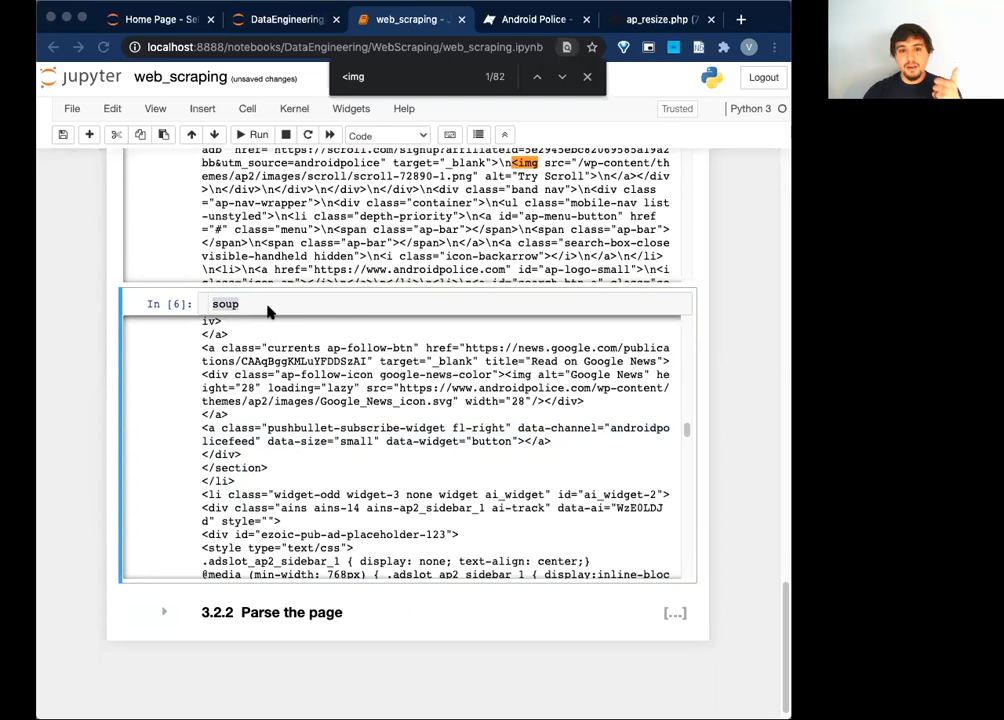 Home Page - Se
DataEngineering
web_scraping -
Android Police -
ap_resize.php (7
localhost:8888/notebooks/DataEngineering/WebScraping/web_scraping.ipynb
V
<img
1/82
jupyter
web_scraping (unsaved changes)
Logout
File
Edit
View
Insert
Cell
Kernel
Widgets
Help
Trusted
Python 3
Run
Code
bb&utm_source=androidpolice" target="_blank">\n<img src="/wp-content/th
emes/ap2/images/scroll/scroll-72890-1.png" alt="Try Scroll">\n</a></div
>\n</div>\n</div>\n</div>\n</div>\n<div class="band nav">\n<div class
="ap-nav-wrapper">\n<div class="container">\n<ul class="mobile-nav list
-unstyled">\n<li class="depth-priority">\n<a id="ap-menu-button" href
="#" class="menu">\n<span class="ap-bar"></span>\n<span class="ap-bar">
</span>\n<span class="ap-bar"></span>\n</a>\n<a class="search-box-close
visible-handheld hidden">\n<i class="icon-backarrow">\n</i></a>\n</li>
\n<li>\n<a href="https://www.androidpolice.com" id="ap-logo-small">\n<i
In [6]:
soup
iv>
</a>
<a class="currents ap-follow-btn" href="https://news.google.com/publica
tions/CAAqBggKMLuYFDDSzAI" target="_blank" title="Read on Google News">
<div class="ap-follow-icon google-news-color"><img alt="Google News" he
ight="28" loading="lazy" src="https://www.androidpolice.com/wp-content/
themes/ap2/images/Google_News_icon.svg" width="28"/></div>
</a>
<a class="pushbullet-subscribe-widget fl-right" data-channel="androidpo
licefeed" data-size="small" data-widget="button"></a>
</div>
</section>
</li>
<li class="widget-odd widget-3 none widget ai_widget" id="ai_widget-2">
<div class="ains ains-14 ains-ap2_sidebar_1 ai-track" data-ai="WzE0LDJ
d" style="">
<div id="ezoic-pub-ad-placeholder-123">
<style type="text/css">
.adslot_ap2_sidebar_1 { display: none; text-align: center;}
@media (min-width: 768px) { .adslot_ap2_sidebar_1 { display:inline-bloc
3.2.2 Parse the page
[...]